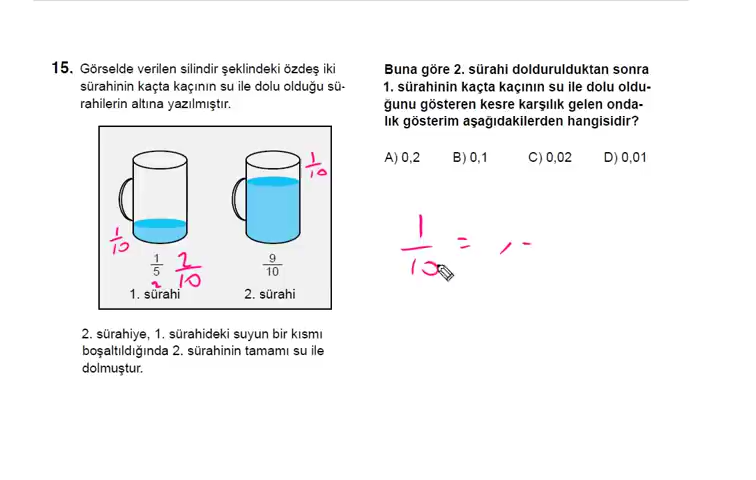 15. Görselde verilen silindir şeklindeki özdeş iki
sürahinin kaçta kaçının su ile dolu olduğu sü-
rahilerin altına yazılmıştır.
1/10
1/10
1/5 2/10
2
9/10
1. sürahi
2. sürahi
2. sürahiye, 1. sürahideki suyun bir kısmı
boşaltıldığında 2. sürahinin tamamı su ile
dolmuştur.
Buna göre 2. sürahi doldurulduktan sonra
1. sürahinin kaçta kaçının su ile dolu oldu-
ğunu gösteren kesre karşılık gelen onda-
lık gösterim aşağıdakilerden hangisidir?
A) 0,2 B) 0,1 C) 0,02 D) 0,01
1/10 = , -